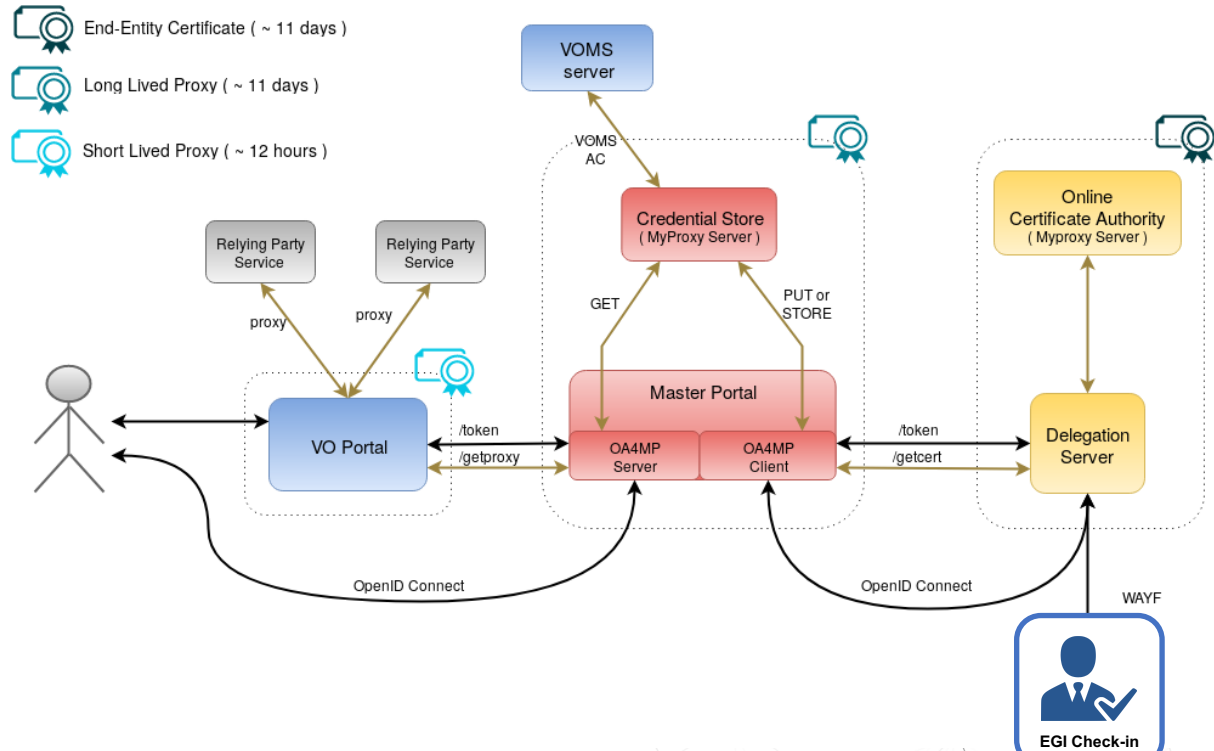 End-Entity Certificate ( ~ 11 days )
Long Lived Proxy ( ~ 11 days )
Short Lived Proxy ( ~ 12 hours )
VOMS
server
VOMS
AC
Credential Store
( MyProxy Server )
Online
Certificate Authority
( Myproxy Server )
Relying Party
Service
Relying Party
Service
GET
PUT or
STORE
proxy
proxy
Master Portal
VO Portal
/token
/getproxy
OA4MP
Server
OA4MP
Client
/token
/getcert
Delegation
Server
OpenID Connect
OpenID Connect
WAYF
EGI Check-in